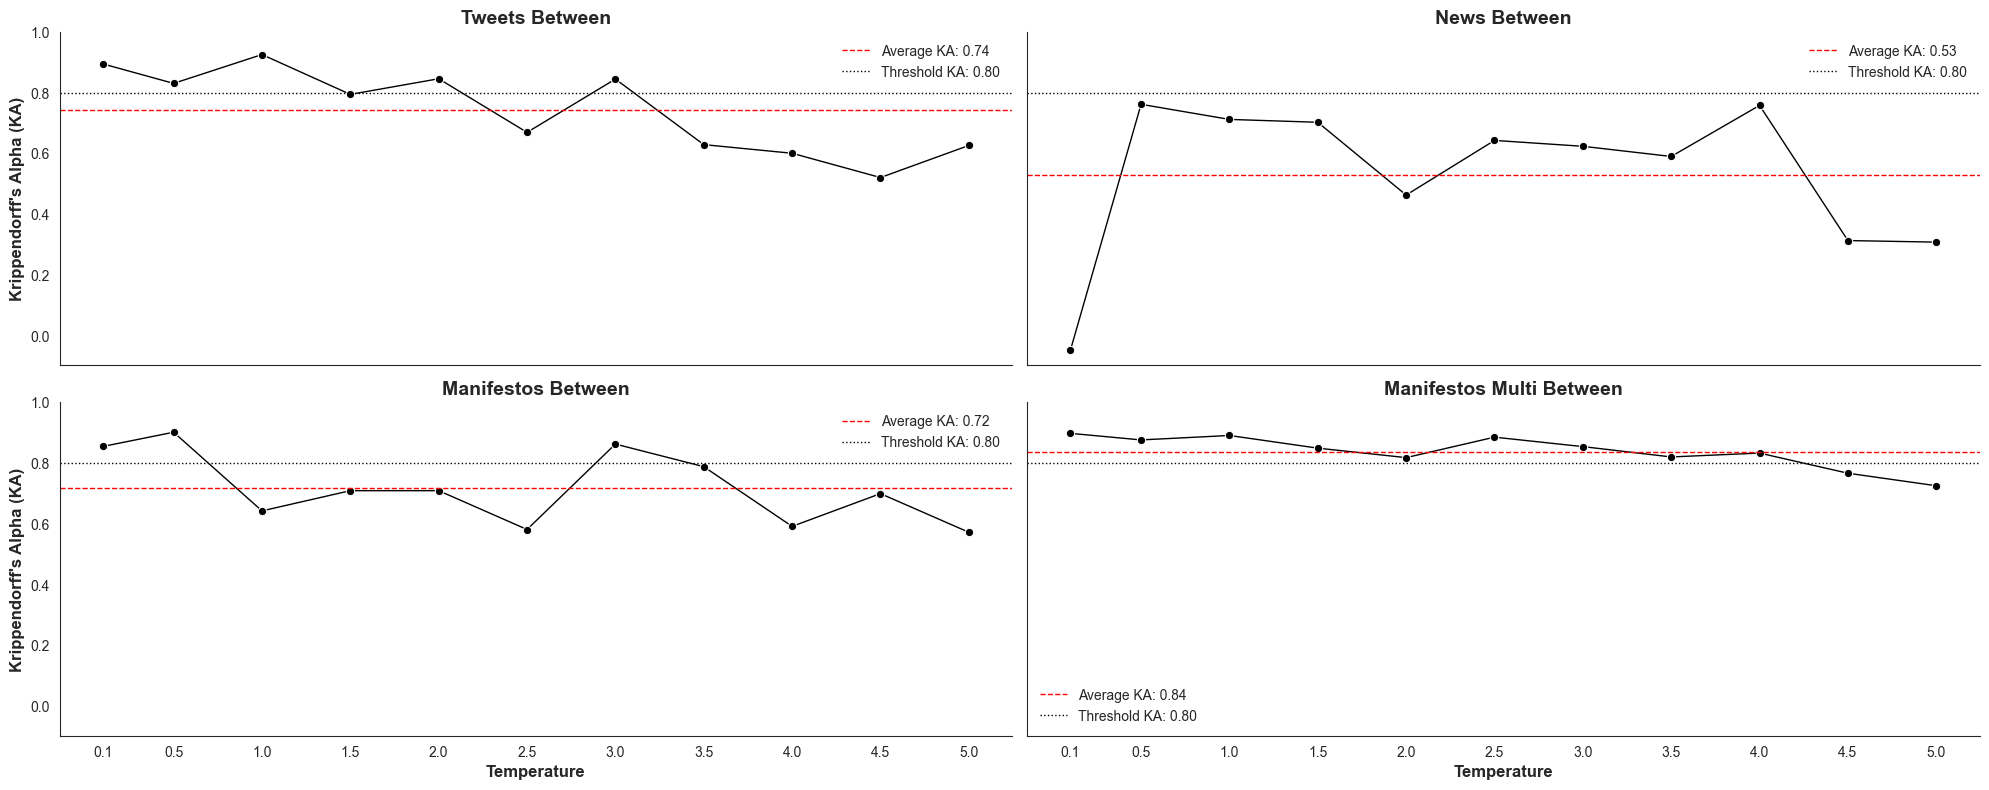 Tweets Between
News Between
1.0
0.8
0.6
0.4
0.2
0.0
Krippendorff's Alpha (KA)
Average KA: 0.74
Threshold KA: 0.80
Average KA: 0.53
Threshold KA: 0.80
Manifestos Between
Manifestos Multi Between
1.0
0.8
0.6
0.4
0.2
0.0
Krippendorff's Alpha (KA)
Average KA: 0.72
Threshold KA: 0.80
Average KA: 0.84
Threshold KA: 0.80
0.1 0.5 1.0 1.5 2.0 2.5 3.0 3.5 4.0 4.5 5.0
Temperature
0.1 0.5 1.0 1.5 2.0 2.5 3.0 3.5 4.0 4.5 5.0
Temperature